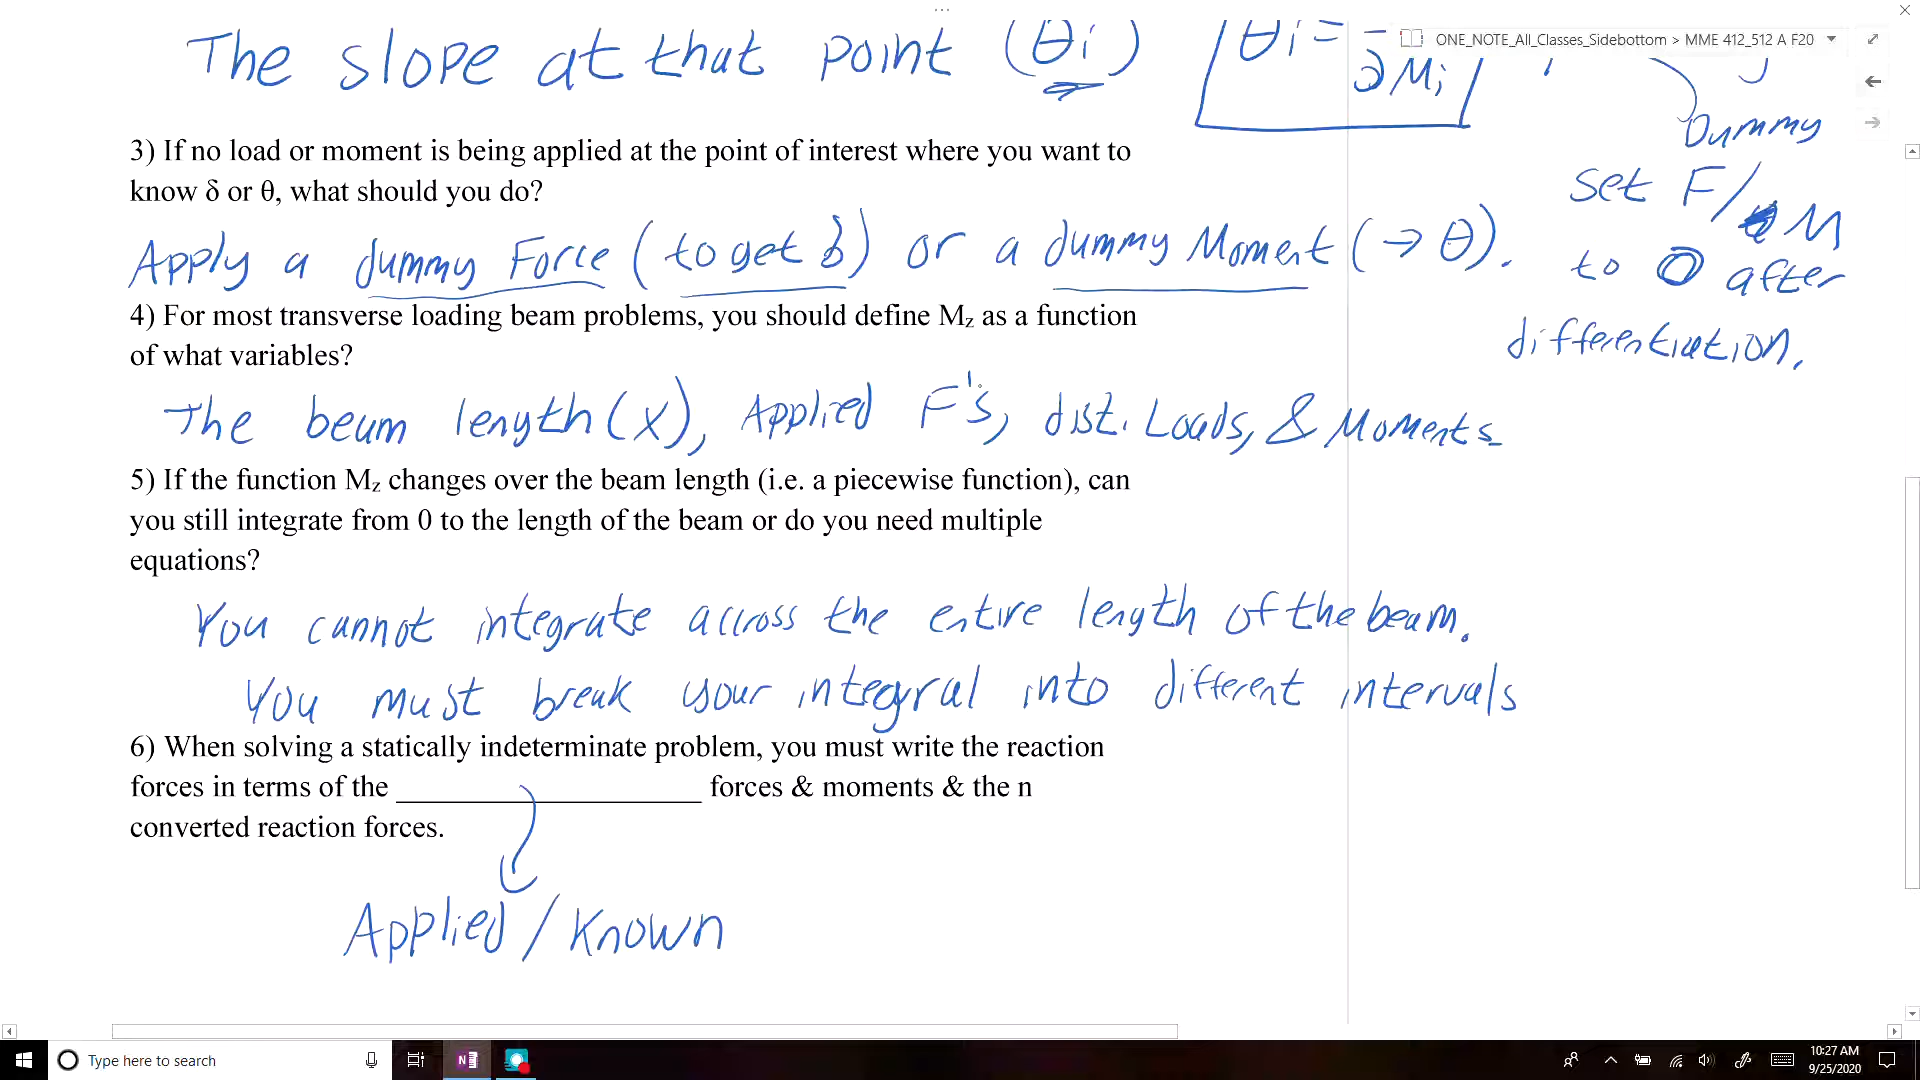 ONE_NOTE_All_Classes_Sidebottom > MME 412_512 A F20
The slope at that point (θi) θi =
∂Mi
Dummy
3) If no load or moment is being applied at the point of interest where you want to
know δ or θ, what should you do?
set F/M
Apply a dummy Force (to get δ) or a dummy Moment (→ θ).
to 0 after
4) For most transverse loading beam problems, you should define Mz as a function
of what variables?
differentiation.
The beam length (x), Applied F's, dist. Loads, & Moments
5) If the function Mz changes over the beam length (i.e. a piecewise function), can
you still integrate from 0 to the length of the beam or do you need multiple
equations?
You cannot integrate accross the entire length of the beam.
You must break your integral into different intervals
6) When solving a statically indeterminate problem, you must write the reaction
forces in terms of the ____________________ forces & moments & the n
converted reaction forces.
Applied / Known
Type here to search
10:27 AM
9/25/2020